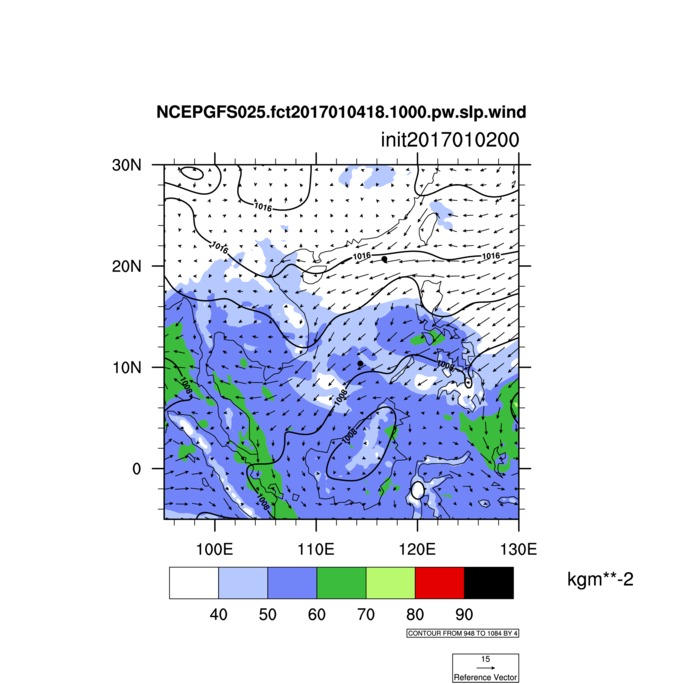 NCEPGFS025.fct2017010418.1000.pw.slp.wind
init2017010200
30N
20N
10N
0
1016
1016
1016
1016
1008
1008
1008
1008
1008
100E 110E 120E 130E
40 50 60 70 80 90
kgm**-2
CONTOUR FROM 948 TO 1084 BY 4
15
Reference Vector